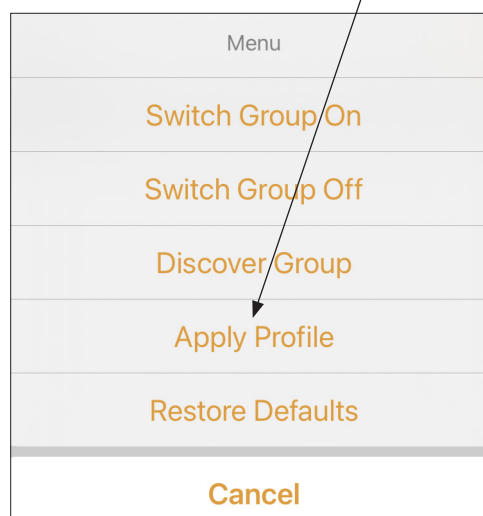 Menu
Switch Group On
Switch Group Off
Discover Group
Apply Profile
Restore Defaults
Cancel